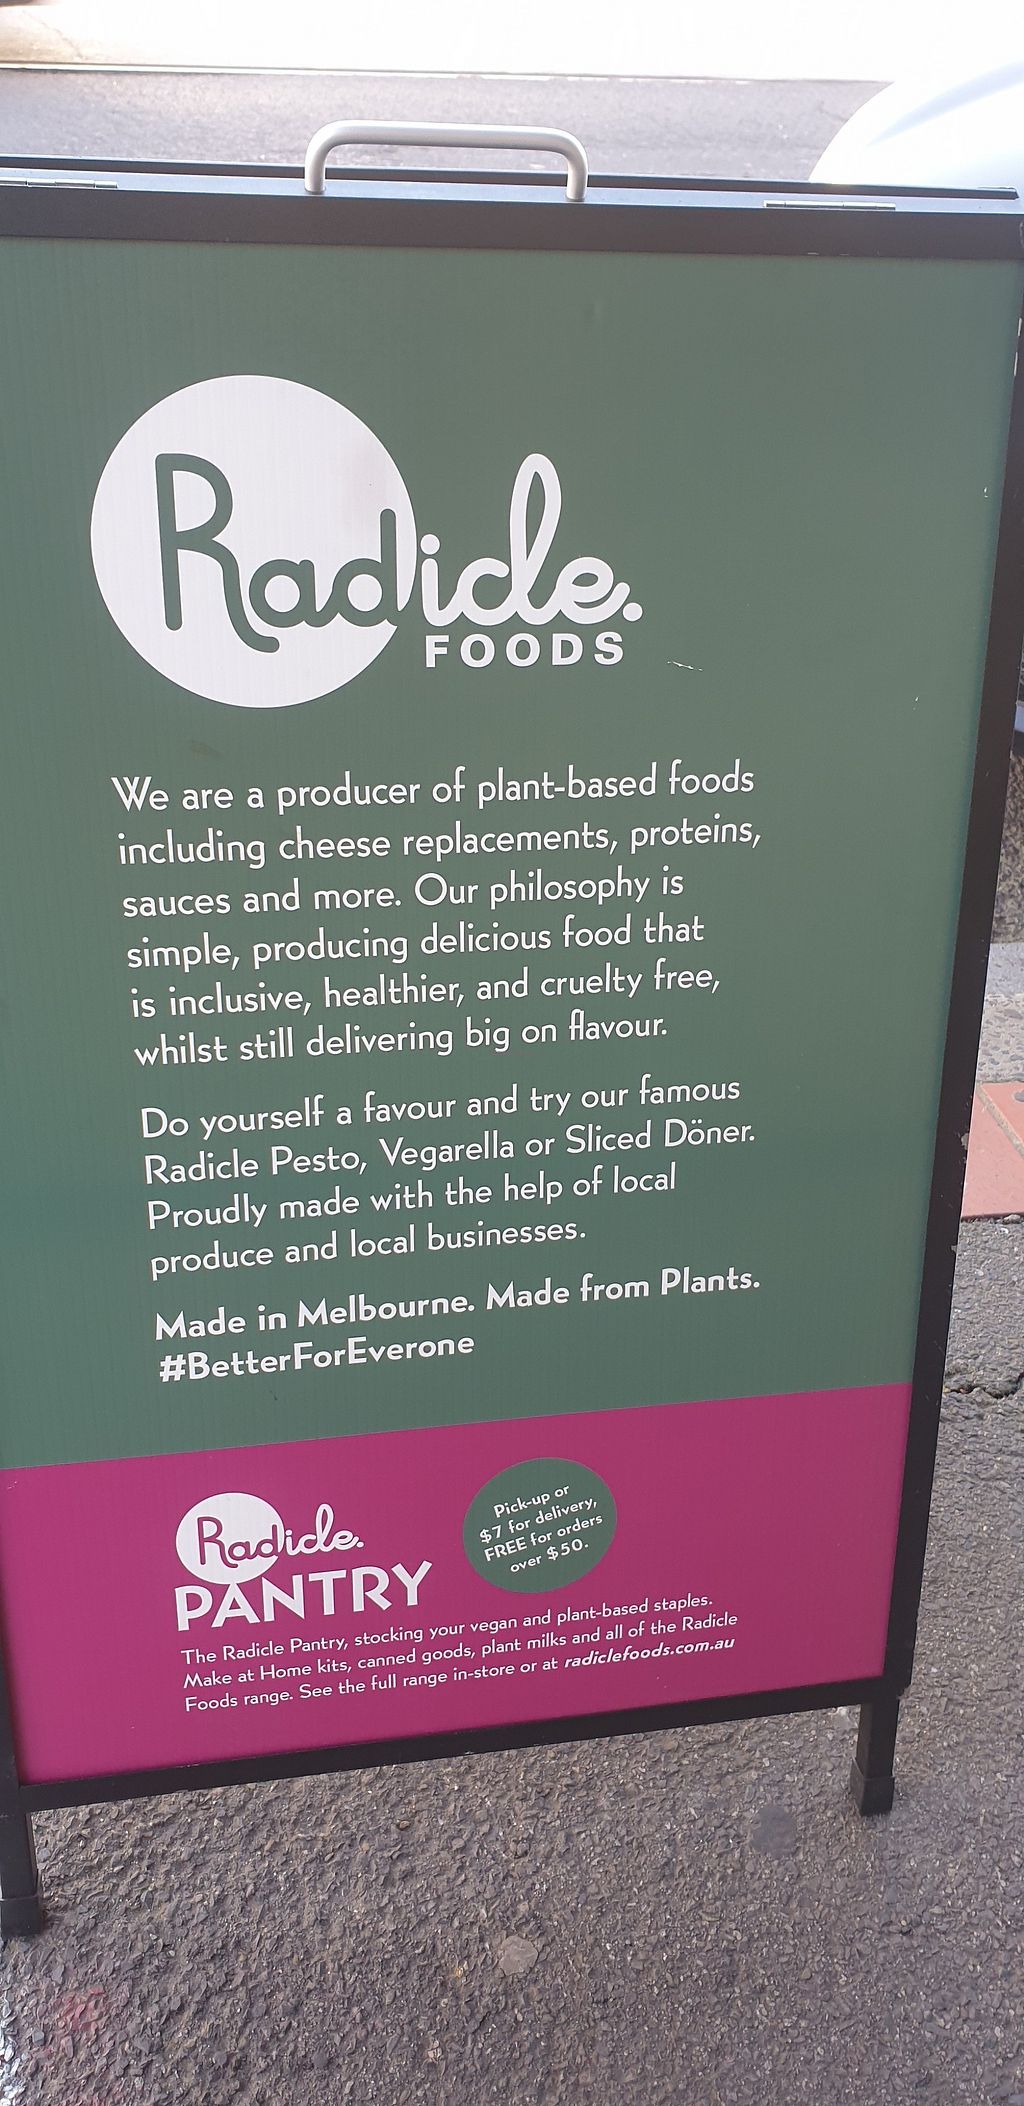 Radicle.
FOODS
We are a producer of plant-based foods
including cheese replacements, proteins,
sauces and more. Our philosophy is
simple, producing delicious food that
is inclusive, healthier, and cruelty free,
whilst still delivering big on flavour.
Do yourself a favour and try our famous
Radicle Pesto, Vegarella or Sliced Döner.
Proudly made with the help of local
produce and local businesses.
Made in Melbourne. Made from Plants.
#BetterForEverone
Radicle.
PANTRY
Pick-up or
$7 for delivery,
FREE for orders
over $50.
The Radicle Pantry, stocking your vegan and plant-based staples.
Make at Home kits, canned goods, plant milks and all of the Radicle
Foods range. See the full range in-store or at radiclefoods.com.au